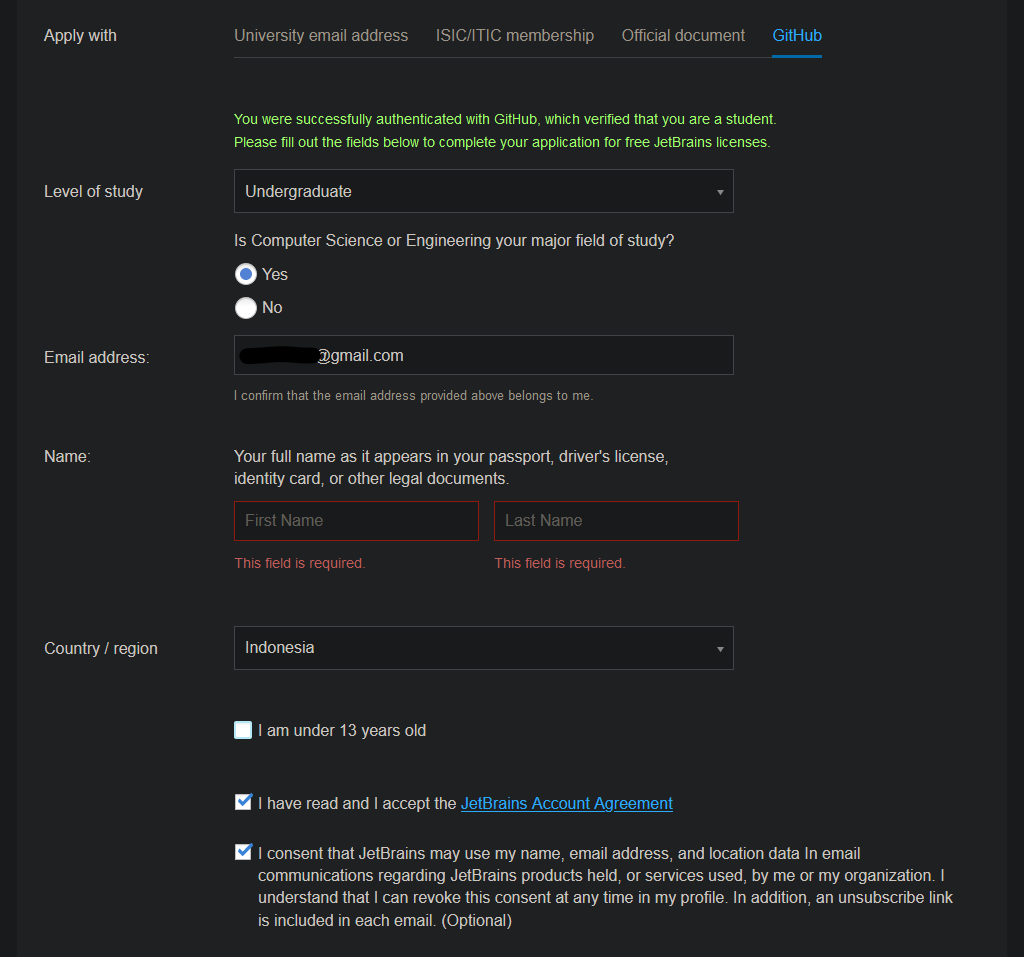 Apply with
University email address ISIC/ITIC membership Official document GitHub
You were successfully authenticated with GitHub, which verified that you are a student.
Please fill out the fields below to complete your application for free JetBrains licenses.
Level of study
Undergraduate
Is Computer Science or Engineering your major field of study?
Yes
No
Email address:
@gmail.com
I confirm that the email address provided above belongs to me.
Name:
Your full name as it appears in your passport, driver's license,
identity card, or other legal documents.
First Name Last Name
This field is required. This field is required.
Country / region
Indonesia
I am under 13 years old
I have read and I accept the JetBrains Account Agreement
I consent that JetBrains may use my name, email address, and location data In email
communications regarding JetBrains products held, or services used, by me or my organization. I
understand that I can revoke this consent at any time in my profile. In addition, an unsubscribe link
is included in each email. (Optional)